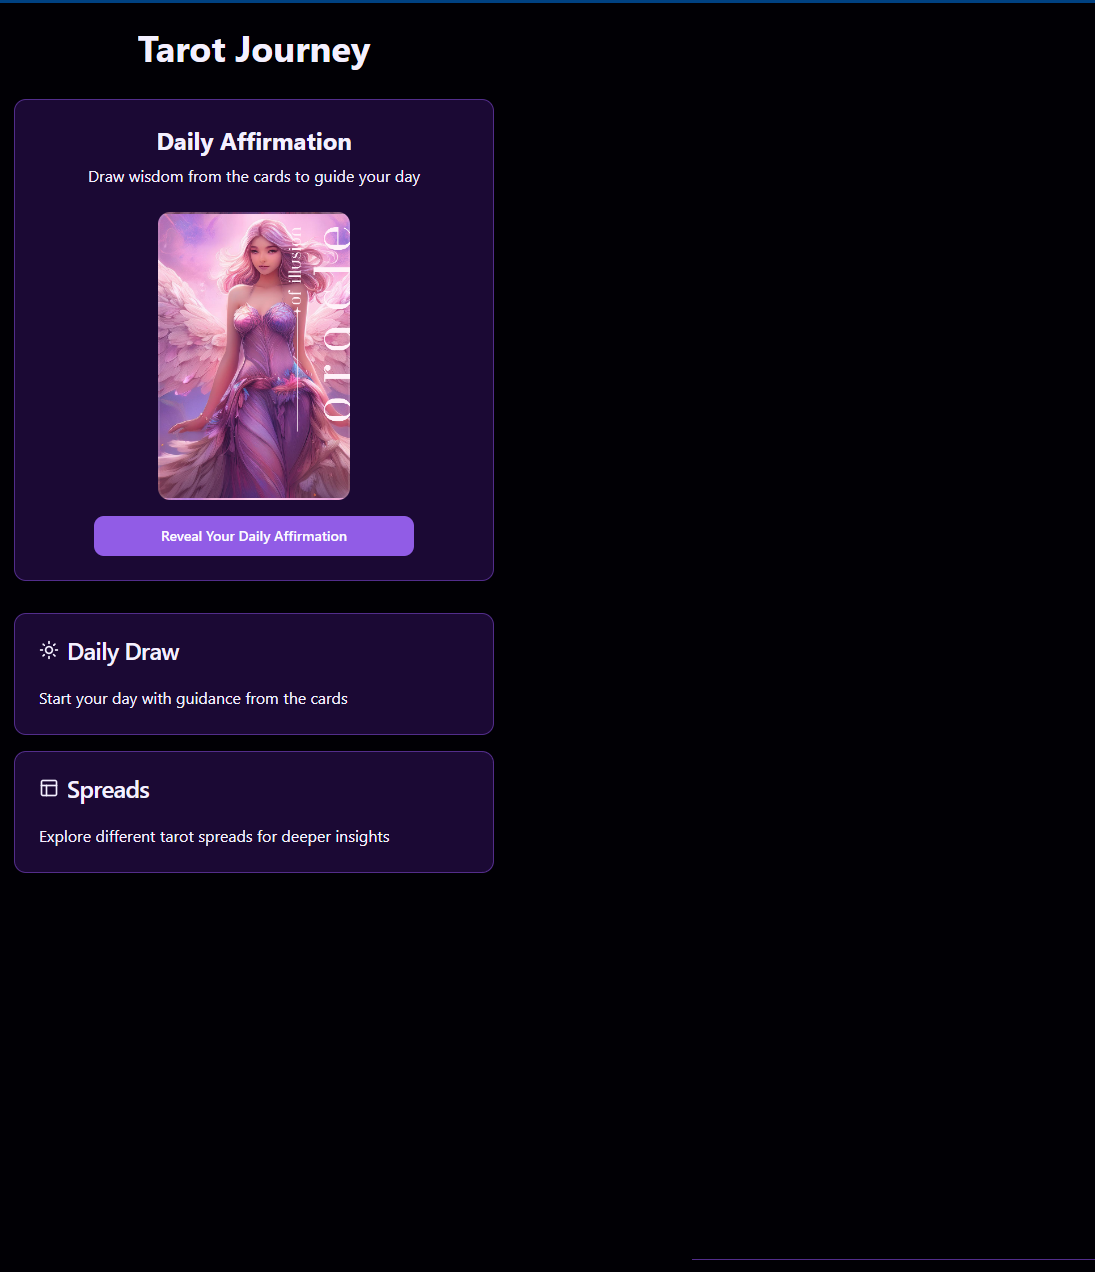 Tarot Journey
Daily Affirmation
Draw wisdom from the cards to guide your day
of illusion
oracle
Reveal Your Daily Affirmation
Daily Draw
Start your day with guidance from the cards
Spreads
Explore different tarot spreads for deeper insights